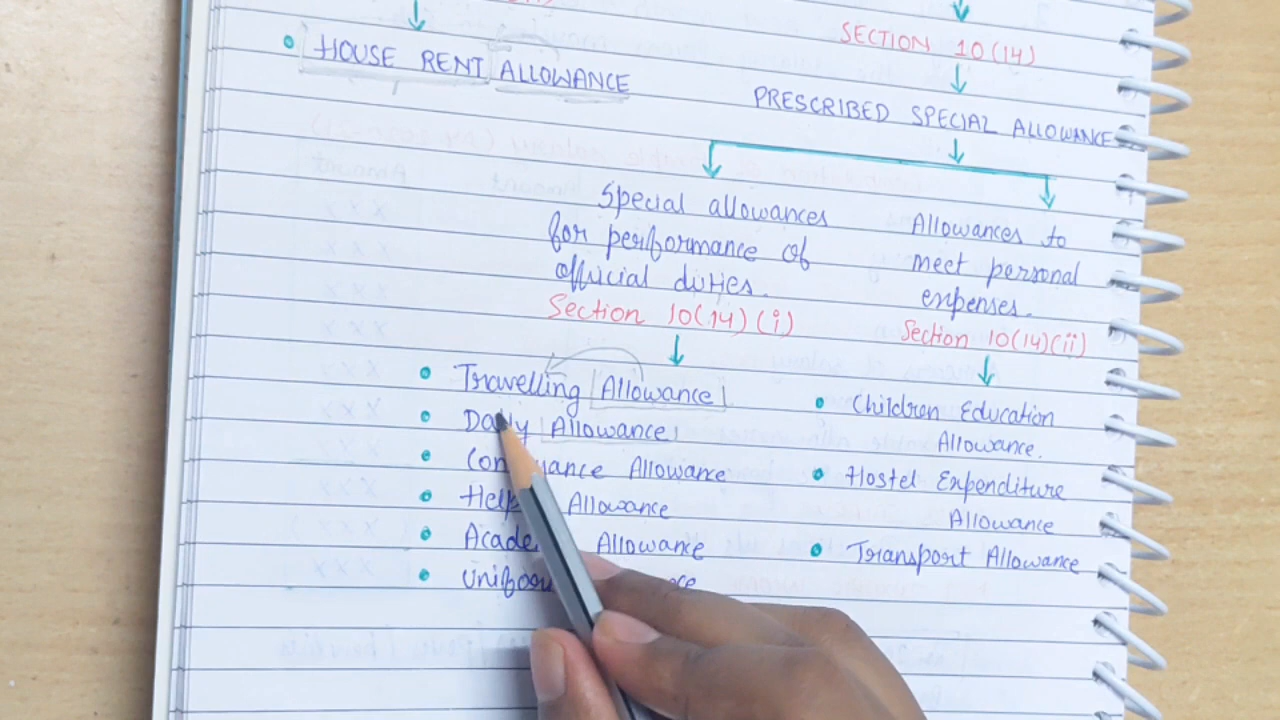 SECTION 10(14)
• HOUSE RENT ALLOWANCE
PRESCRIBED SPECIAL ALLOWANCE
Special allowances
for performance of
official duties.
Section 10(14)(i)
Allowances to
meet personal
expenses.
Section 10(14)(ii)
• Travelling Allowance
• Daily Allowance
• Allowance
• Allowance
• Allowance
•
• Children Education
Allowance.
• Hostel Expenditure
Allowance
• Transport Allowance